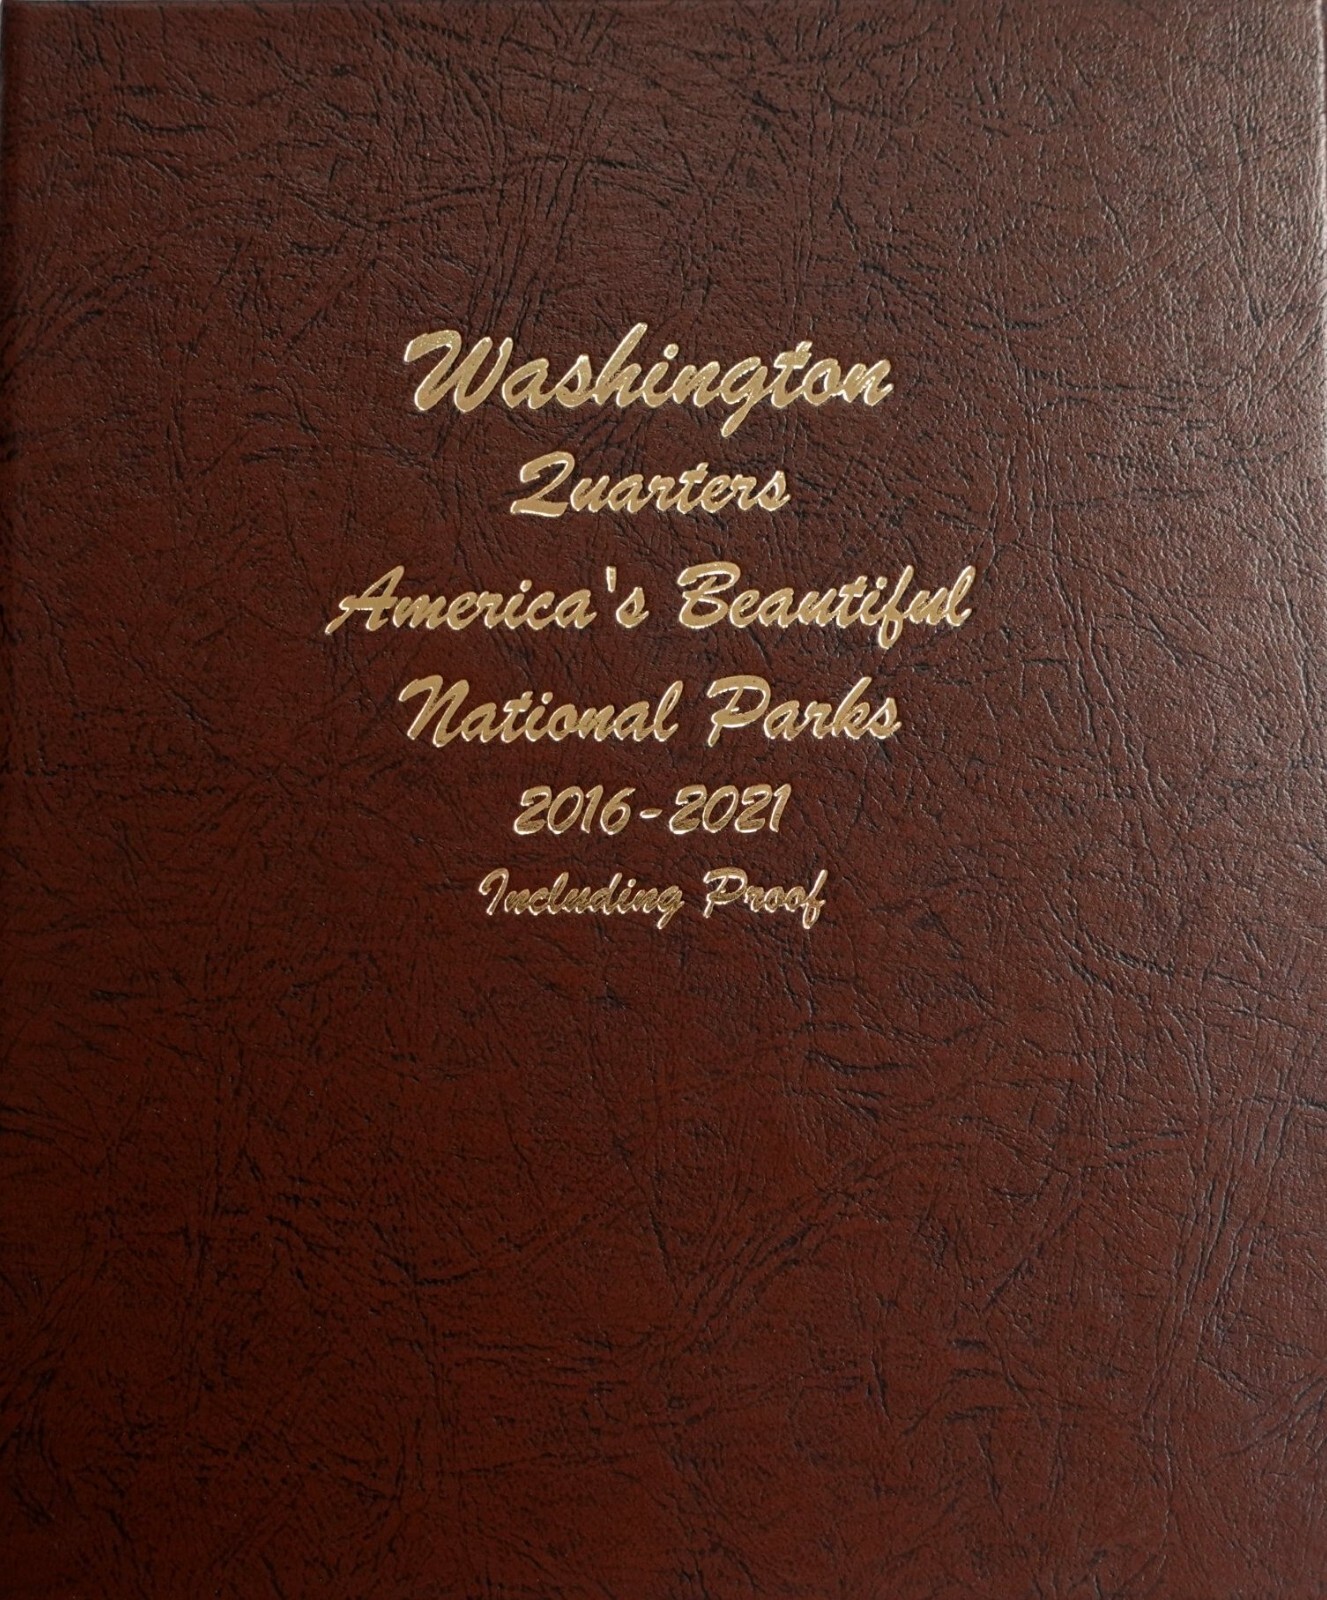 Washington
Quarters
America's Beautiful
National Parks
2016-2021
Including Proof